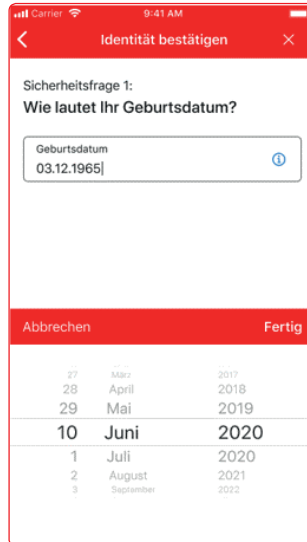 Carrier 9:41 AM
Identität bestätigen
Sicherheitsfrage 1:
Wie lautet Ihr Geburtsdatum?
Geburtsdatum
03.12.1965
Abbrechen Fertig
27 März 2017
28 April 2018
29 Mai 2019
10 Juni 2020
1 Juli 2020
2 August 2021
3 September 2022